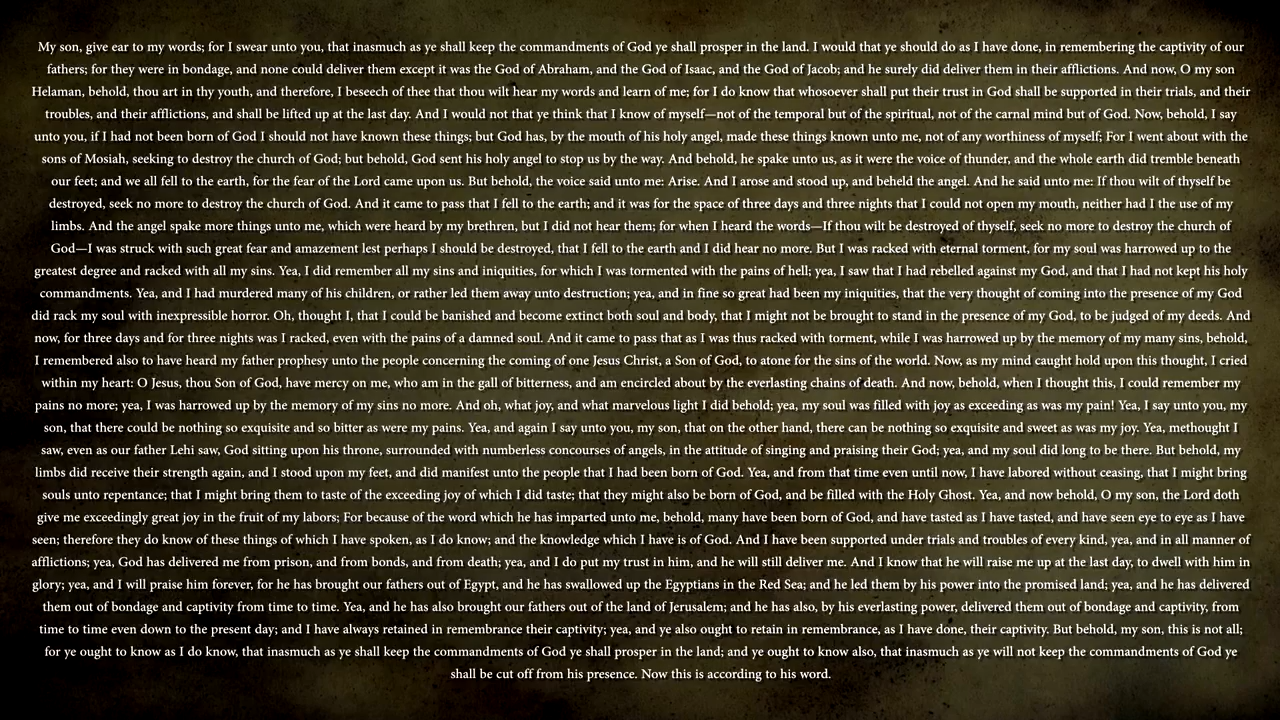 My son, give ear to my words; for I swear unto you, that inasmuch as ye shall keep the commandments of God ye shall prosper in the land. I would that ye should do as I have done, in remembering the captivity of our
fathers; for they were in bondage, and none could deliver them except it was the God of Abraham, and the God of Isaac, and the God of Jacob; and he surely did deliver them in their afflictions. And now, O my son
Helaman, behold, thou art in thy youth, and therefore, I beseech of thee that thou wilt hear my words and learn of me; for I do know that whosoever shall put their trust in God shall be supported in their trials, and their
troubles, and their afflictions, and shall be lifted up at the last day. And I would not that ye think that I know of myself—not of the temporal but of the spiritual, not of the carnal mind but of God. Now, behold, I say
unto you, if I had not been born of God I should not have known these things; but God has, by the mouth of his holy angel, made these things known unto me, not of any worthiness of myself; For I went about with the
sons of Mosiah, seeking to destroy the church of God; but behold, God sent his holy angel to stop us by the way. And behold, he spake unto us, as it were the voice of thunder, and the whole earth did tremble beneath
our feet; and we all fell to the earth, for the fear of the Lord came upon us. But behold, the voice said unto me: Arise. And I arose and stood up, and beheld the angel. And he said unto me: If thou wilt of thyself be
destroyed, seek no more to destroy the church of God. And it came to pass that I fell to the earth; and it was for the space of three days and three nights that I could not open my mouth, neither had I the use of my
limbs. And the angel spake more things unto me, which were heard by my brethren, but I did not hear them; for when I heard the words—If thou wilt be destroyed of thyself, seek no more to destroy the church of
God—I was struck with such great fear and amazement lest perhaps I should be destroyed, that I fell to the earth and I did hear no more. But I was racked with eternal torment, for my soul was harrowed up to the
greatest degree and racked with all my sins. Yea, I did remember all my sins and iniquities, for which I was tormented with the pains of hell; yea, I saw that I had rebelled against my God, and that I had not kept his holy
commandments. Yea, and I had murdered many of his children, or rather led them away unto destruction; yea, and in fine so great had been my iniquities, that the very thought of coming into the presence of my God
did rack my soul with inexpressible horror. Oh, thought I, that I could be banished and become extinct both soul and body, that I might not be brought to stand in the presence of my God, to be judged of my deeds. And
now, for three days and for three nights was I racked, even with the pains of a damned soul. And it came to pass that as I was thus racked with torment, while I was harrowed up by the memory of my many sins, behold,
I remembered also to have heard my father prophesy unto the people concerning the coming of one Jesus Christ, a Son of God, to atone for the sins of the world. Now, as my mind caught hold upon this thought, I cried
within my heart: O Jesus, thou Son of God, have mercy on me, who am in the gall of bitterness, and am encircled about by the everlasting chains of death. And now, behold, when I thought this, I could remember my
pains no more; yea, I was harrowed up by the memory of my sins no more. And oh, what joy, and what marvelous light I did behold; yea, my soul was filled with joy as exceeding as was my pain! Yea, I say unto you, my
son, that there could be nothing so exquisite and so bitter as were my pains. Yea, and again I say unto you, my son, that on the other hand, there can be nothing so exquisite and sweet as was my joy. Yea, methought I
saw, even as our father Lehi saw, God sitting upon his throne, surrounded with numberless concourses of angels, in the attitude of singing and praising their God; yea, and my soul did long to be there. But behold, my
limbs did receive their strength again, and I stood upon my feet, and did manifest unto the people that I had been born of God. Yea, and from that time even until now, I have labored without ceasing, that I might bring
souls unto repentance; that I might bring them to taste of the exceeding joy of which I did taste; that they might also be born of God, and be filled with the Holy Ghost. Yea, and now behold, O my son, the Lord doth
give me exceedingly great joy in the fruit of my labors; For because of the word which he has imparted unto me, behold, many have been born of God, and have tasted as I have tasted, and have seen eye to eye as I have
seen; therefore they do know of these things of which I have spoken, as I do know; and the knowledge which I have is of God. And I have been supported under trials and troubles of every kind, yea, and in all manner of
afflictions; yea, God has delivered me from prison, and from bonds, and from death; yea, and I do put my trust in him, and he will still deliver me. And I know that he will raise me up at the last day, to dwell with him in
glory; yea, and I will praise him forever, for he has brought our fathers out of Egypt, and he has swallowed up the Egyptians in the Red Sea; and he led them by his power into the promised land; yea, and he has delivered
them out of bondage and captivity from time to time. Yea, and he has also brought our fathers out of the land of Jerusalem; and he has also, by his everlasting power, delivered them out of bondage and captivity, from
time to time even down to the present day; and I have always retained in remembrance their captivity; yea, and ye also ought to retain in remembrance, as I have done, their captivity. But behold, my son, this is not all;
for ye ought to know as I do know, that inasmuch as ye shall keep the commandments of God ye shall prosper in the land; and ye ought to know also, that inasmuch as ye will not keep the commandments of God ye
shall be cut off from his presence. Now this is according to his word.